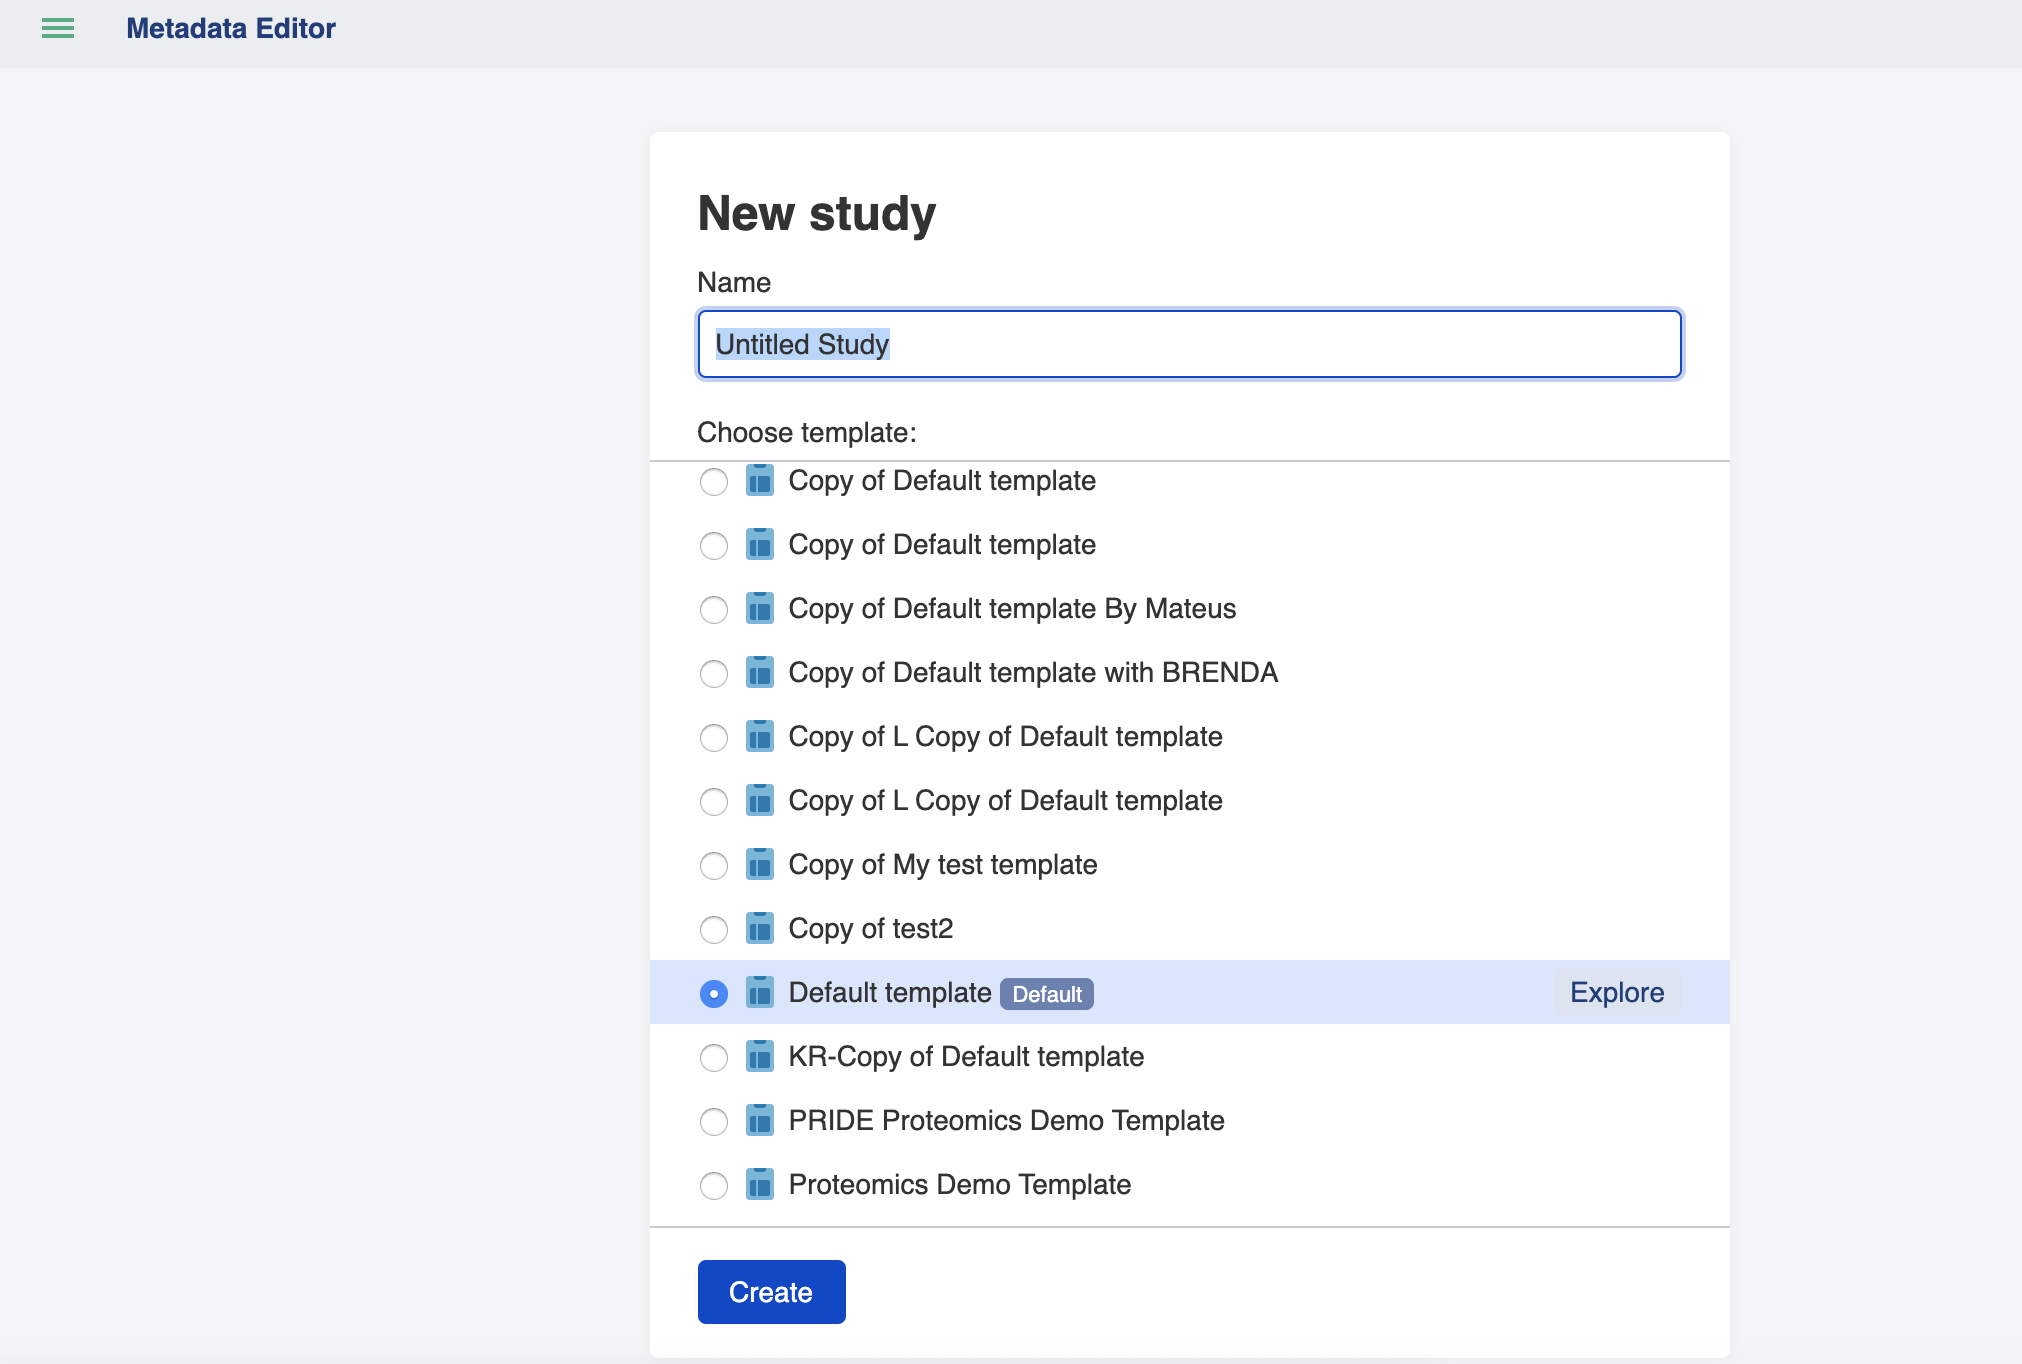 Metadata Editor
New study
Name
Untitled Study
Choose template:
Copy of Default template
Copy of Default template
Copy of Default template By Mateus
Copy of Default template with BRENDA
Copy of L Copy of Default template
Copy of L Copy of Default template
Copy of My test template
Copy of test2
Default template Default Explore
KR-Copy of Default template
PRIDE Proteomics Demo Template
Proteomics Demo Template
Create